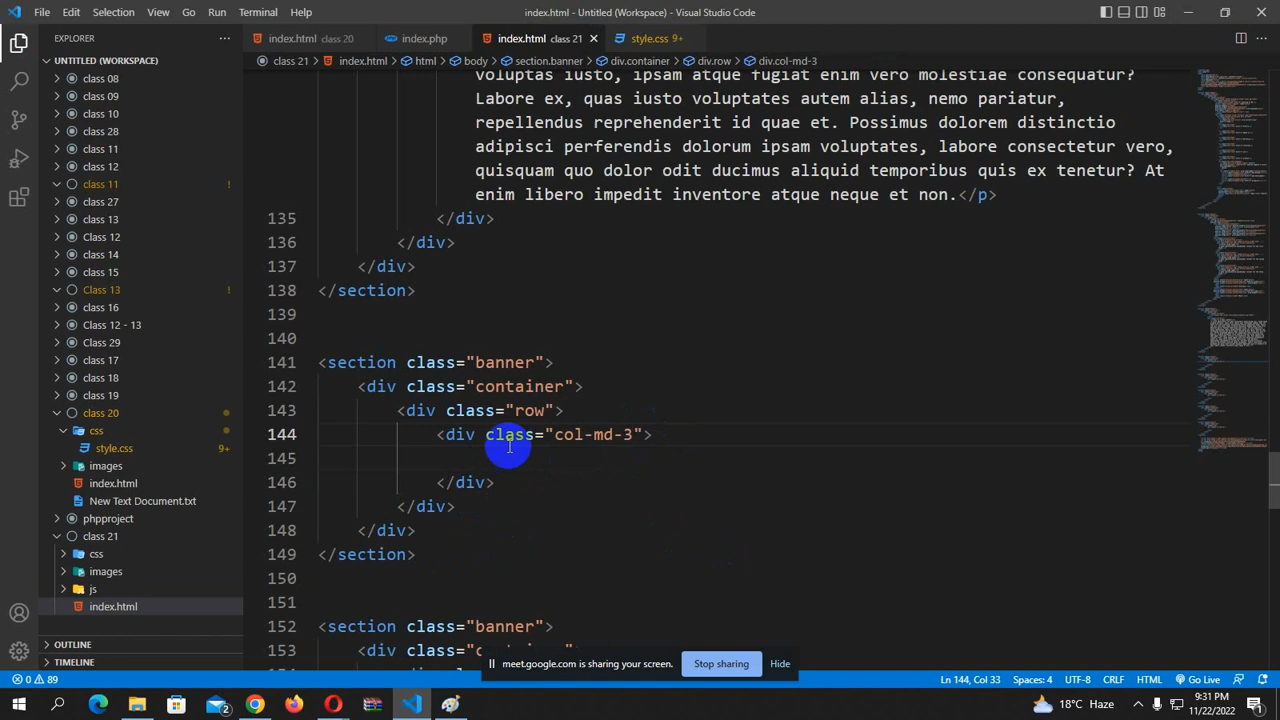 File Edit Selection View Go Run Terminal Help
index.html - Untitled (Workspace) - Visual Studio Code
EXPLORER
index.html class 20
index.php
index.html class 21
style.css 9+
UNTITLED (WORKSPACE)
class 21 > index.html > html > body > section.banner > div.container > div.row > div.col-md-3
class 08
class 09
class 10
class 28
class 11
class 12
class 11 !
class 27
class 13
Class 12
class 14
class 15
Class 13 !
class 16
Class 12 - 13
Class 29
class 17
class 18
class 19
class 20
css
style.css 9+
images
index.html
New Text Document.txt
phpproject
class 21
css
images
js
index.html
OUTLINE
TIMELINE
voluptas iusto, ipsam atque fugiat enim vero molestiae consequatur?
Labore ex, quas iusto voluptates autem alias, nemo pariatur,
repellendus reprehenderit id quae et. Possimus dolorem distinctio
adipisci perferendis dolorum ipsam voluptates, labore consectetur vero,
quisquam quo dolor odit ducimus aliquid temporibus quis ex tenetur? At
enim libero impedit inventore atque neque et non.</p>
135 </div>
136 </div>
137 </div>
138 </section>
139
140
141 <section class="banner">
142 <div class="container">
143 <div class="row">
144 <div class="col-md-3">
145
146 </div>
147 </div>
148 </div>
149 </section>
150
151
152 <section class="banner">
153
meet.google.com is sharing your screen. Stop sharing Hide
0 89
Ln 144, Col 33 Spaces: 4 UTF-8 CRLF HTML Go Live
18°C Haze
9:31 PM
11/22/2022